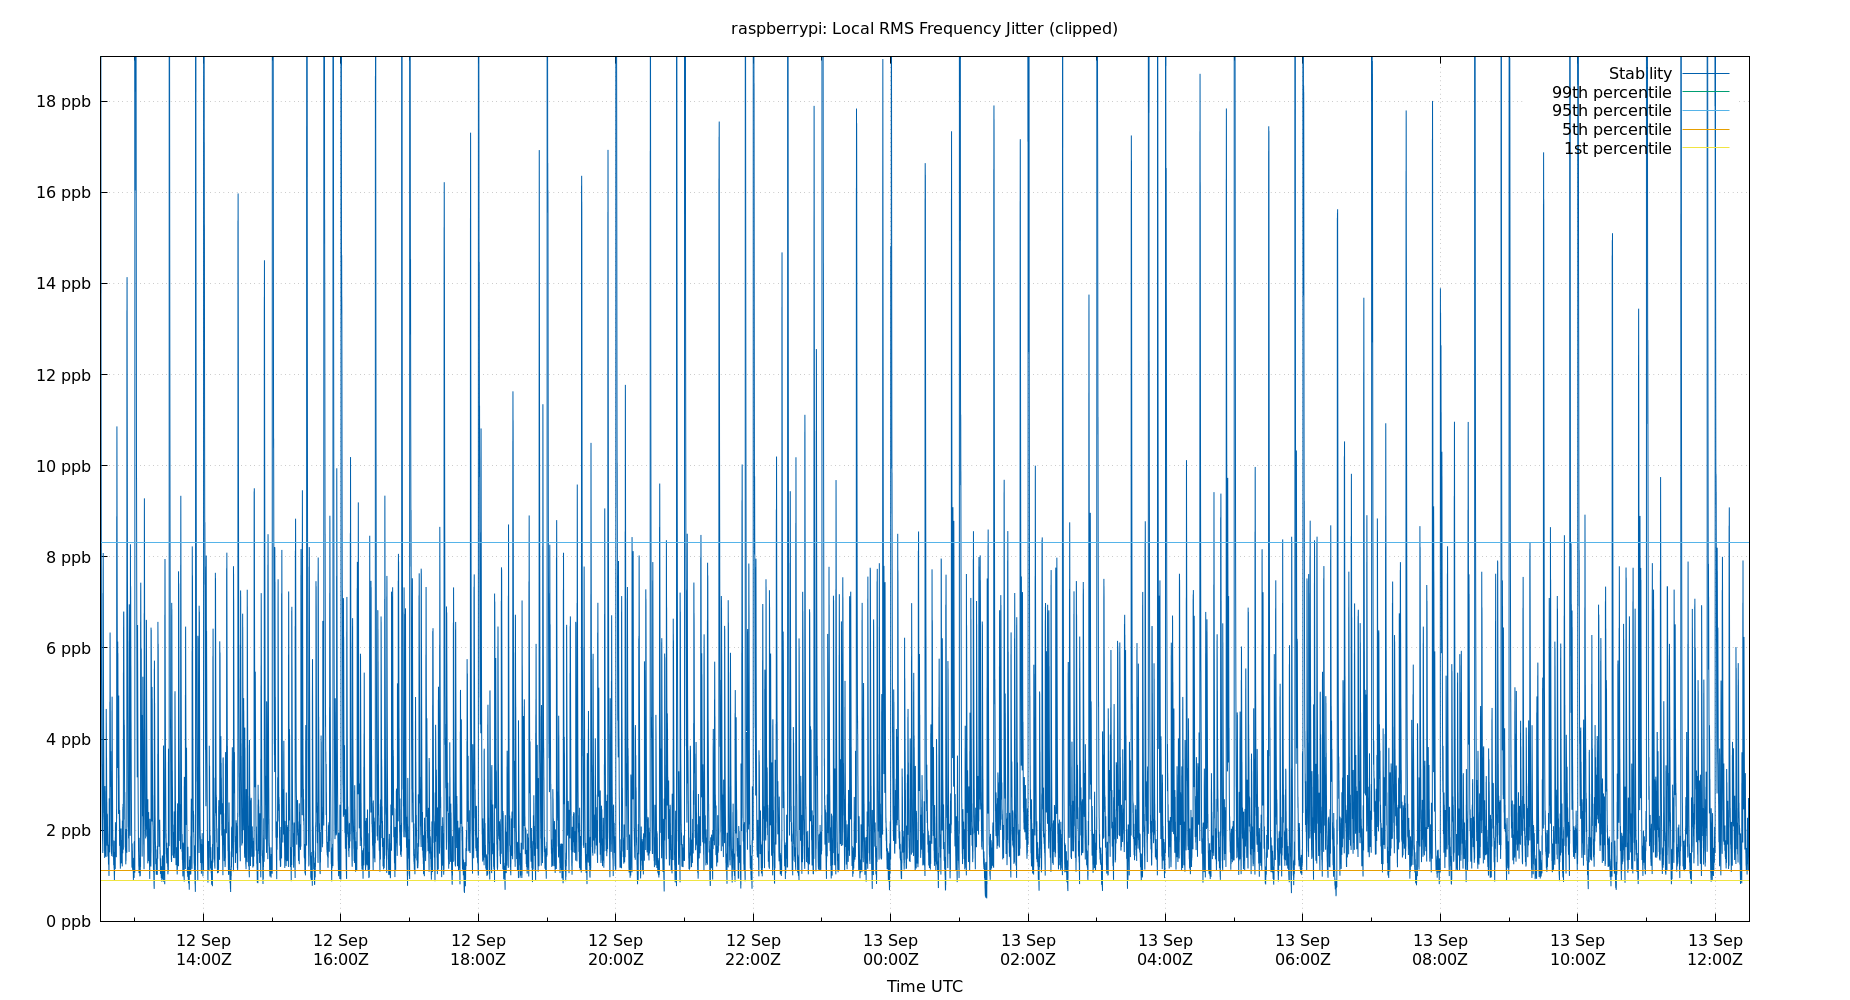 raspberrypi: Local RMS Frequency Jitter (clipped)
Stability
99th percentile
95th percentile
5th percentile
1st percentile
18 ppb
16 ppb
14 ppb
12 ppb
10 ppb
8 ppb
6 ppb
4 ppb
2 ppb
0 ppb
12 Sep 12 Sep 12 Sep 12 Sep 12 Sep 13 Sep 13 Sep 13 Sep 13 Sep 13 Sep 13 Sep 13 Sep
14:00Z 16:00Z 18:00Z 20:00Z 22:00Z 00:00Z 02:00Z 04:00Z 06:00Z 08:00Z 10:00Z 12:00Z
Time UTC